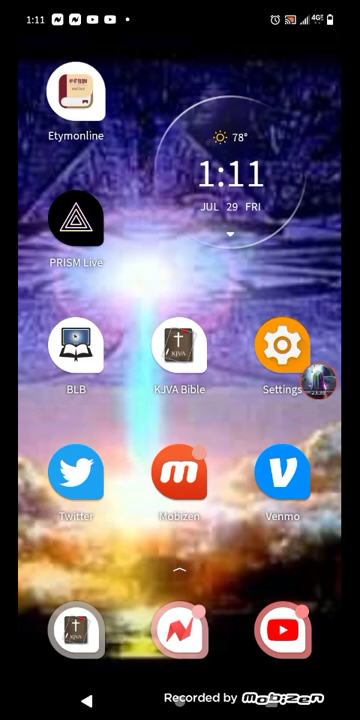 1:11
4G
Etymonline
78°
1:11
JUL 29 FRI
PRISM Live
BLB
KJVA
KJVA Bible
Settings
Twitter
Mobizen
Venmo
Recorded by mobizen